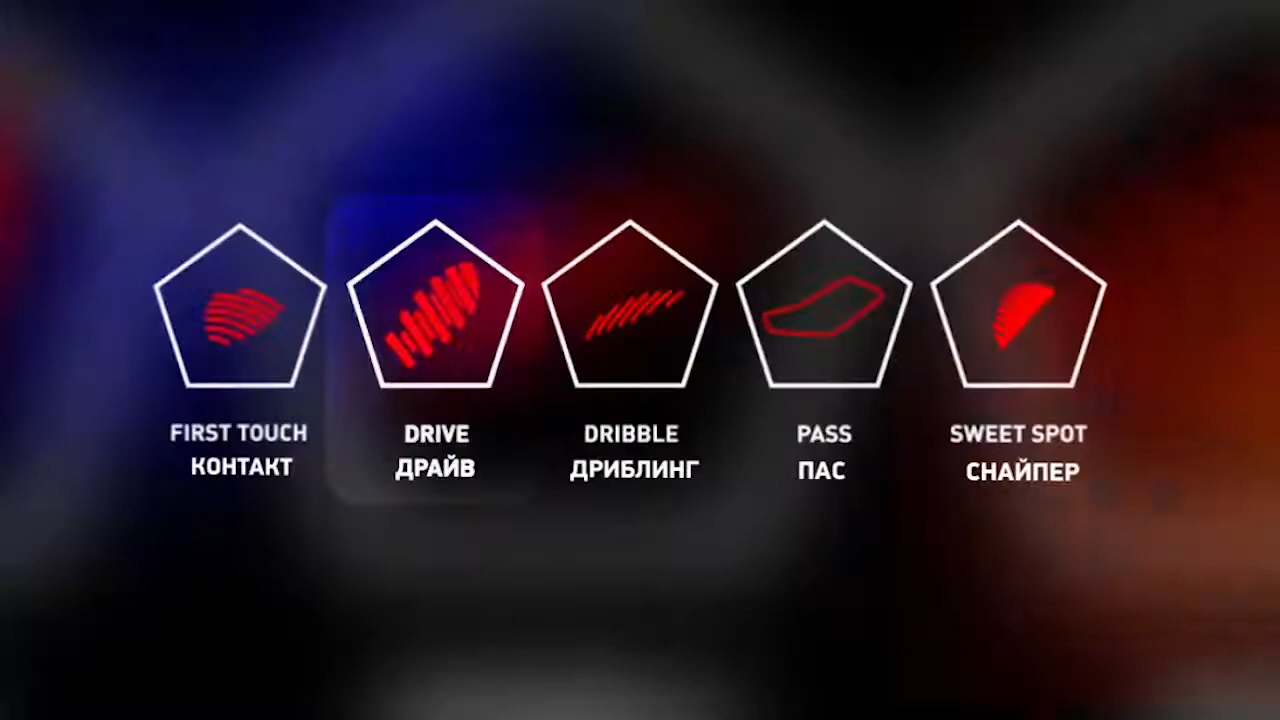 FIRST TOUCH
КОНТАКТ
DRIVE
ДРАЙВ
DRIBBLE
ДРИБЛИНГ
PASS
ПАС
SWEET SPOT
СНАЙПЕР